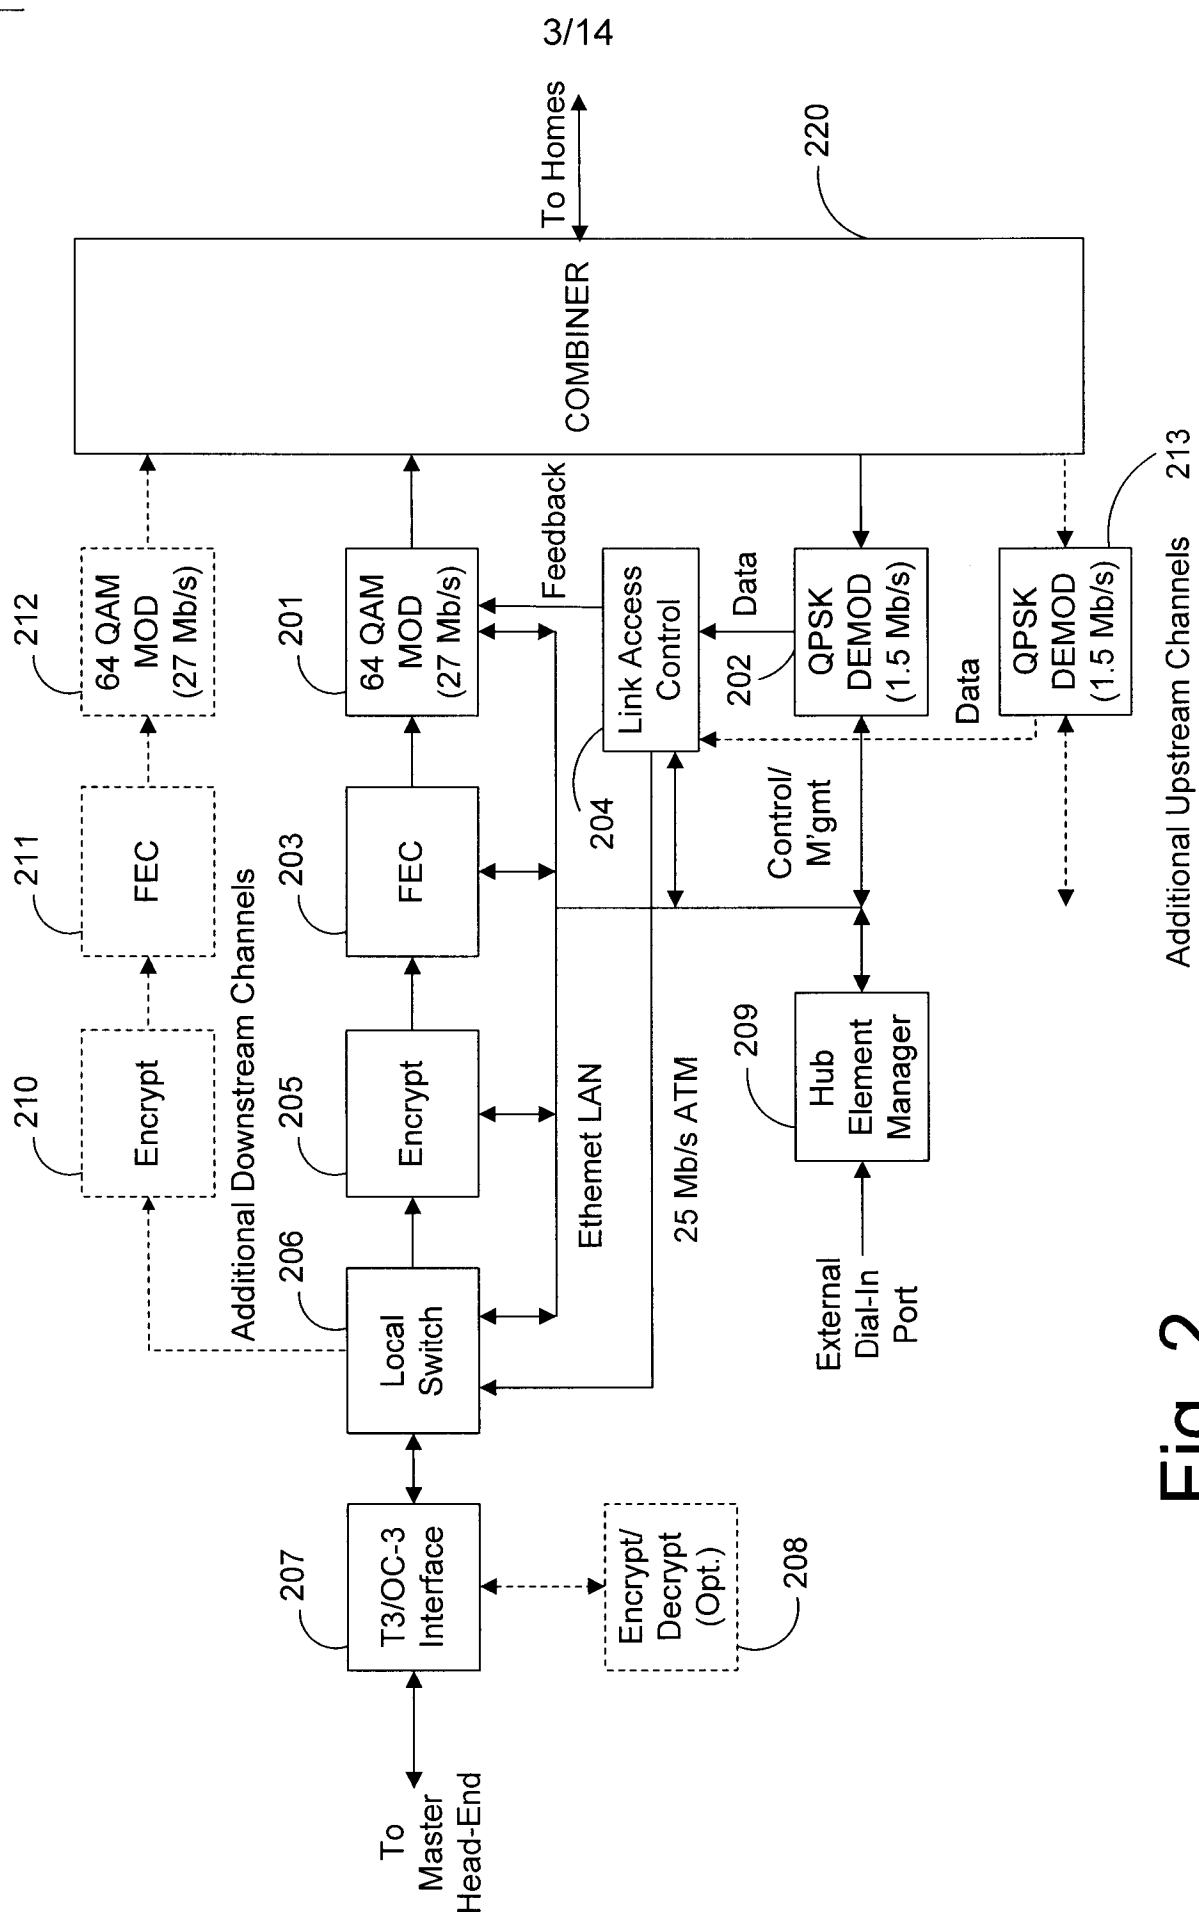 3/14
210
Encrypt
211
FEC
212
64 QAM
MOD
(27 Mb/s)
Additional Downstream Channels
To
Master
Head-End
207
T3/OC-3
Interface
206
Local
Switch
205
Encrypt
203
FEC
201
64 QAM
MOD
(27 Mb/s)
COMBINER
To Homes
220
Feedback
Ethemet LAN
25 Mb/s ATM
204
Link Access
Control
Encrypt/
Decrypt
(Opt.)
208
Data
202
QPSK
DEMOD
(1.5 Mb/s)
Control/
M'gmt
209
Hub
Element
Manager
External
Dial-In
Port
Data
QPSK
DEMOD
(1.5 Mb/s)
213
Additional Upstream Channels
Fig. 2